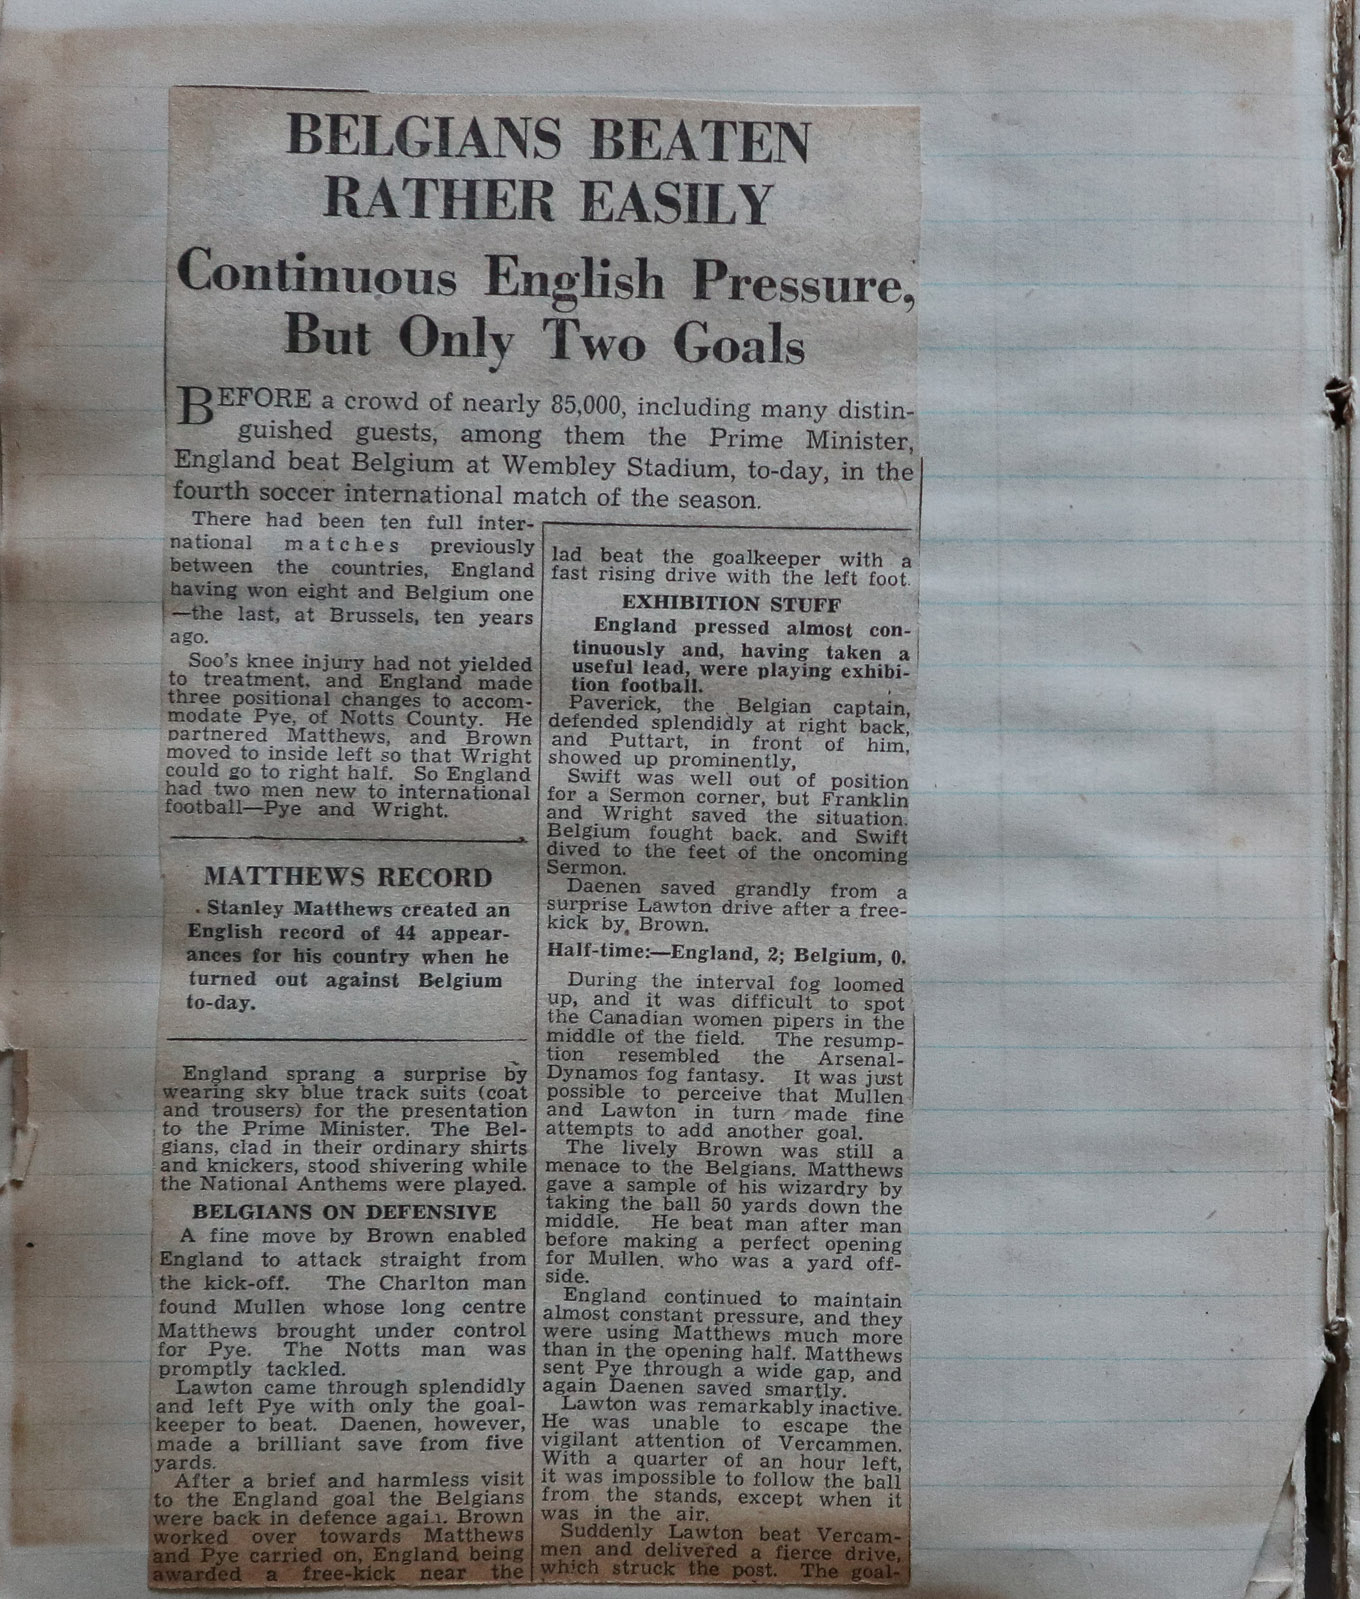 BELGIANS BEATEN
RATHER EASILY
Continuous English Pressure,
But Only Two Goals
BEFORE a crowd of nearly 85,000, including many distin-
guished guests, among them the Prime Minister,
England beat Belgium at Wembley Stadium, to-day, in the
fourth soccer international match of the season.
There had been ten full inter-
national matches previously
between the countries, England
having won eight and Belgium one
—the last, at Brussels, ten years
ago.
Soo's knee injury had not yielded
to treatment, and England made
three positional changes to accom-
modate Pye, of Notts County. He
partnered Matthews, and Brown
moved to inside left so that Wright
could go to right half. So England
had two men new to international
football—Pye and Wright.
MATTHEWS RECORD
Stanley Matthews created an
English record of 44 appear-
ances for his country when he
turned out against Belgium
to-day.
England sprang a surprise by
wearing sky blue track suits (coat
and trousers) for the presentation
to the Prime Minister. The Bel-
gians, clad in their ordinary shirts
and knickers, stood shivering while
the National Anthems were played.
BELGIANS ON DEFENSIVE
A fine move by Brown enabled
England to attack straight from
the kick-off. The Charlton man
found Mullen whose long centre
Matthews brought under control
for Pye. The Notts man was
promptly tackled.
Lawton came through splendidly
and left Pye with only the goal-
keeper to beat. Daenen, however,
made a brilliant save from five
yards.
After a brief and harmless visit
to the England goal the Belgians
were back in defence again. Brown
worked over towards Matthews
and Pye carried on, England being
awarded a free-kick near the
lad beat the goalkeeper with a
fast rising drive with the left foot.
EXHIBITION STUFF
England pressed almost con-
tinuously and, having taken a
useful lead, were playing exhibi-
tion football.
Paverick, the Belgian captain,
defended splendidly at right back,
and Puttart, in front of him,
showed up prominently,
Swift was well out of position
for a Sermon corner, but Franklin
and Wright saved the situation.
Belgium fought back. and Swift
dived to the feet of the oncoming
Sermon.
Daenen saved grandly from a
surprise Lawton drive after a free-
kick by Brown.
Half-time:—England, 2; Belgium, 0.
During the interval fog loomed
up, and it was difficult to spot
the Canadian women pipers in the
middle of the field. The resump-
tion resembled the Arsenal-
Dynamos fog fantasy. It was just
possible to perceive that Mullen
and Lawton in turn made fine
attempts to add another goal.
The lively Brown was still a
menace to the Belgians. Matthews
gave a sample of his wizardry by
taking the ball 50 yards down the
middle. He beat man after man
before making a perfect opening
for Mullen, who was a yard off-
side.
England continued to maintain
almost constant pressure, and they
were using Matthews much more
than in the opening half. Matthews
sent Pye through a wide gap, and
again Daenen saved smartly.
Lawton was remarkably inactive.
He was unable to escape the
vigilant attention of Vercammen.
With a quarter of an hour left,
it was impossible to follow the ball
from the stands, except when it
was in the air.
Suddenly Lawton beat Vercam-
men and delivered a fierce drive,
which struck the post. The goal-